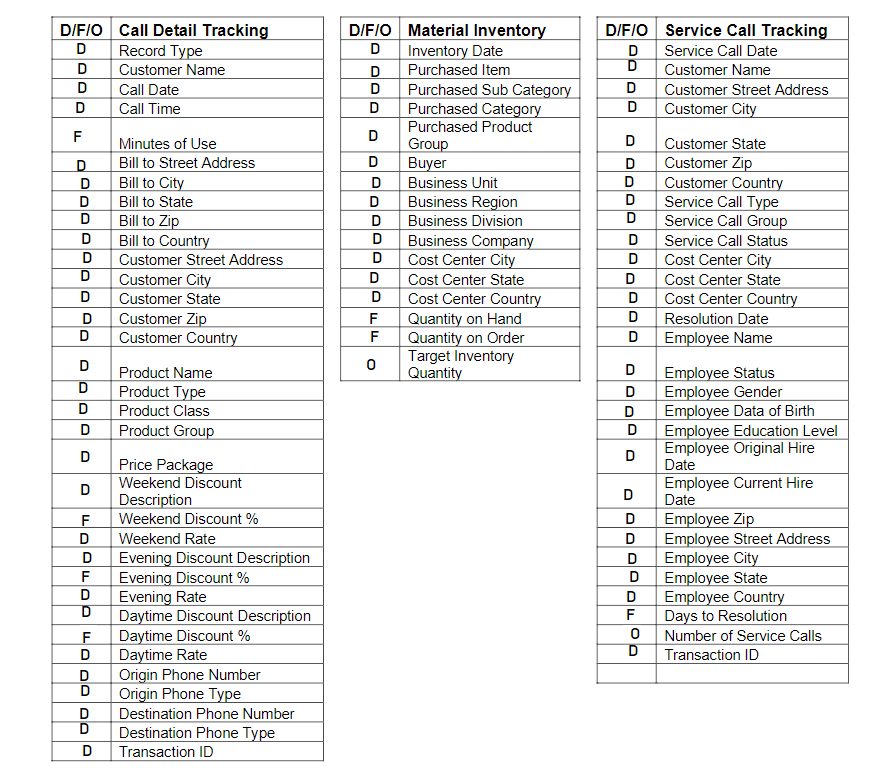 D/F/O Call Detail Tracking
D Record Type
D Customer Name
D Call Date
D Call Time
F Minutes of Use
D Bill to Street Address
D Bill to City
D Bill to State
D Bill to Zip
D Bill to Country
D Customer Street Address
D Customer City
D Customer State
D Customer Zip
D Customer Country
D Product Name
D Product Type
D Product Class
D Product Group
D Price Package
D Weekend Discount
Description
F Weekend Discount %
D Weekend Rate
D Evening Discount Description
F Evening Discount %
D Evening Rate
D Daytime Discount Description
F Daytime Discount %
D Daytime Rate
D Origin Phone Number
D Origin Phone Type
D Destination Phone Number
D Destination Phone Type
D Transaction ID
D/F/O Material Inventory
D Inventory Date
D Purchased Item
D Purchased Sub Category
D Purchased Category
D Purchased Product
Group
D Buyer
D Business Unit
D Business Region
D Business Division
D Business Company
D Cost Center City
D Cost Center State
D Cost Center Country
F Quantity on Hand
F Quantity on Order
O Target Inventory
Quantity
D/F/O Service Call Tracking
D Service Call Date
D Customer Name
D Customer Street Address
D Customer City
D Customer State
D Customer Zip
D Customer Country
D Service Call Type
D Service Call Group
D Service Call Status
D Cost Center City
D Cost Center State
D Cost Center Country
D Resolution Date
D Employee Name
D Employee Status
D Employee Gender
D Employee Data of Birth
D Employee Education Level
D Employee Original Hire
Date
D Employee Current Hire
Date
D Employee Zip
D Employee Street Address
D Employee City
D Employee State
D Employee Country
F Days to Resolution
O Number of Service Calls
D Transaction ID